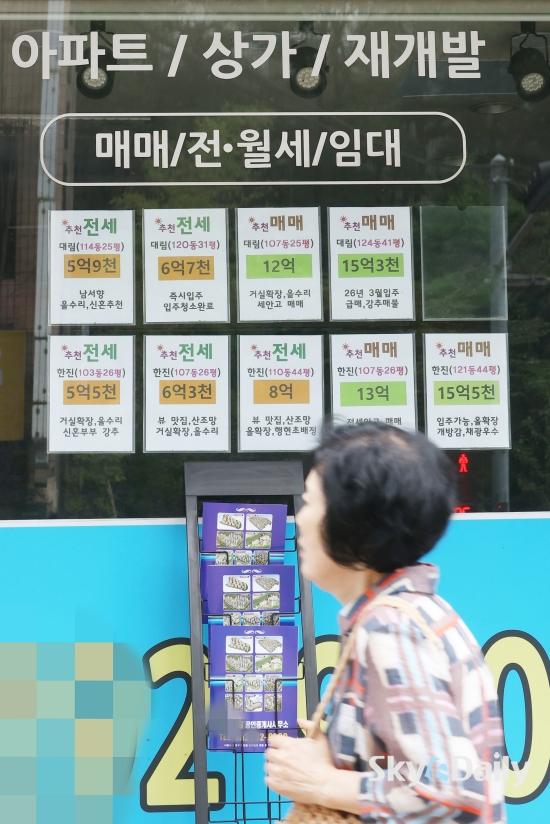 아파트 / 상가 / 재개발
매매/전·월세/임대
추천 전세
대림(114동25평)
5억9천
남서향
올수리,신혼추천
추천 전세
대림(120동31평)
6억7천
즉시입주
입주청소완료
추천 매매
대림(107동25평)
12억
거실확장,올수리
세안고 매매
추천 매매
대림(124동41평)
15억3천
26년 3월입주
급매,강추매물
추천 전세
한진(103동26평)
5억5천
거실확장,올수리
신혼부부 강추
추천 전세
한진(107동26평)
6억3천
뷰 맛집,산조망
거실확장,올수리
추천 전세
한진(110동44평)
8억
뷰 맛집,산조망
올확장,행현초배정
추천 매매
한진(107동26평)
13억
전세안고 매매
추천 매매
한진(121동44평)
15억5천
입주가능,올확장
개방감,채광우수
2
0
Sky Daily